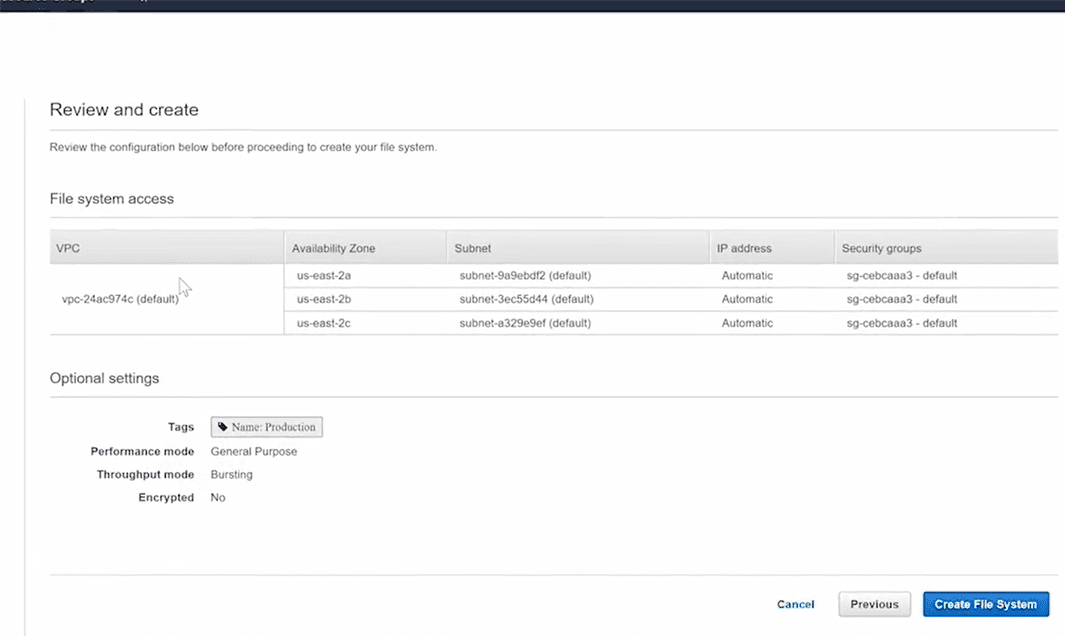 Review and create
Review the configuration below before proceeding to create your file system.
File system access
VPC Availability Zone Subnet IP address Security groups
us-east-2a subnet-9a9ebdf2 (default) Automatic sg-cebcaaa3 - default
vpc-24ac974c (default) us-east-2b subnet-3ec55d44 (default) Automatic sg-cebcaaa3 - default
us-east-2c subnet-a329e9ef (default) Automatic sg-cebcaaa3 - default
Optional settings
Tags Name: Production
Performance mode General Purpose
Throughput mode Bursting
Encrypted No
Cancel Previous Create File System